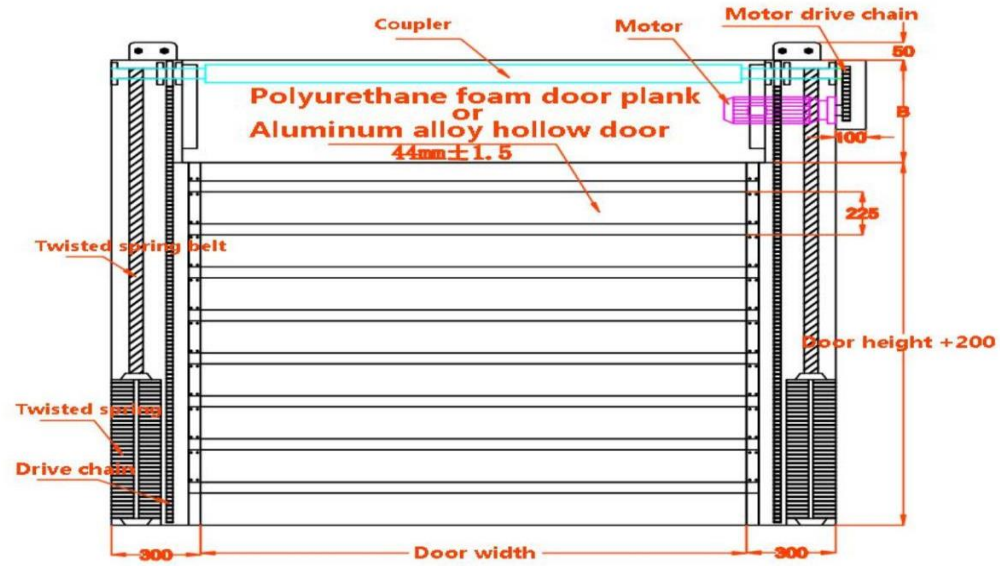 Motor drive chain
Coupler
Motor
50
Polyurethane foam door plank
or
Aluminum alloy hollow door
44mm±1.5
B
100
225
Twisted spring belt
Door height +200
Twisted spring
Drive chain
300
Door width
300